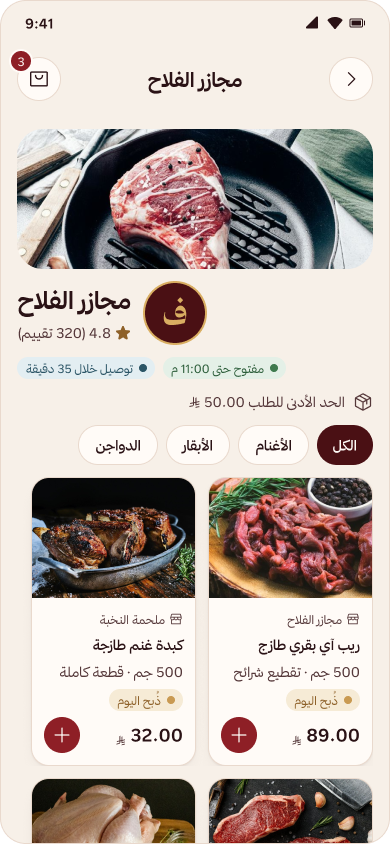 9:41
3
مجازر الفلاح
ف
مجازر الفلاح
4.8 (320 تقييم)
مفتوح حتى 11:00 م
توصيل خلال 35 دقيقة
الحد الأدنى للطلب 50.00 ⃁
الكل
الأغنام
الأبقار
الدواجن
مجازر الفلاح
ريب آي بقري طازج
500 جم · تقطيع شرائح
ذُبح اليوم
89.00 ⃁
ملحمة النخبة
كبدة غنم طازجة
500 جم · قطعة كاملة
ذُبح اليوم
32.00 ⃁